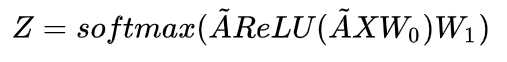 Z = softmax(ÃReLU(ÃXW₀)W₁)